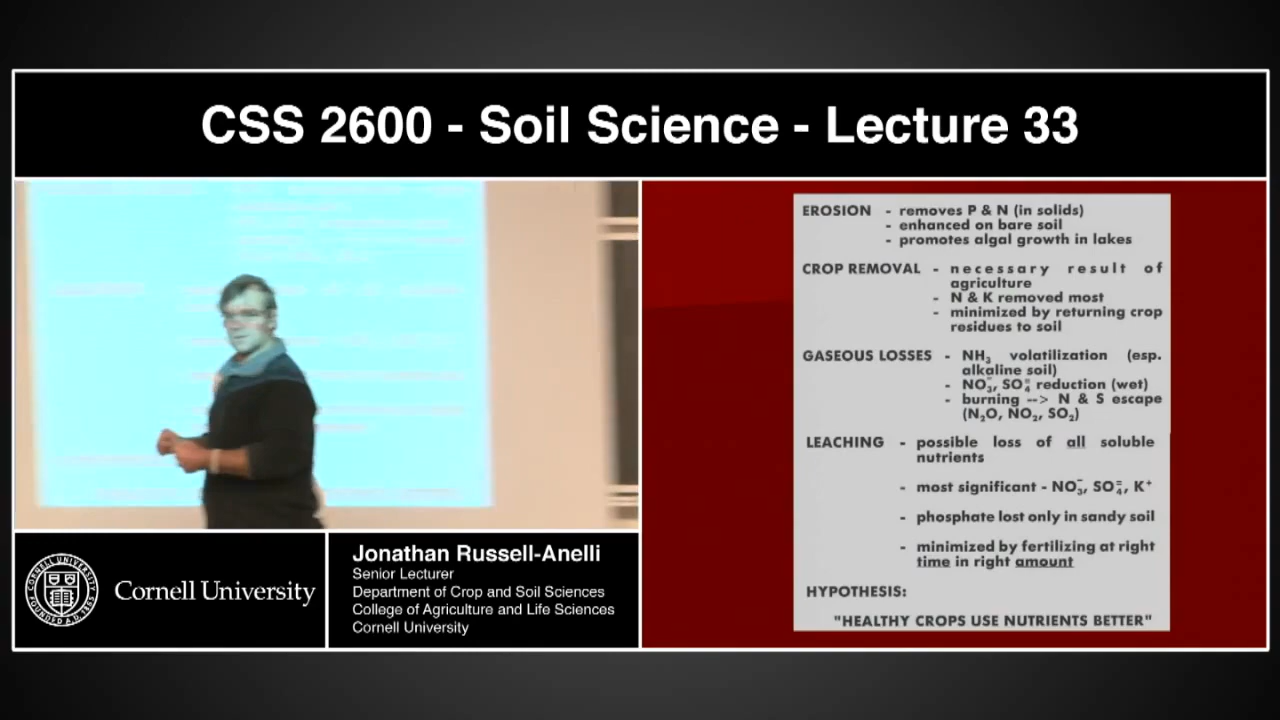 CSS 2600 - Soil Science - Lecture 33
EROSION - removes P & N (in solids)
- enhanced on bare soil
- promotes algal growth in lakes
CROP REMOVAL - necessary result of
agriculture
- N & K removed most
- minimized by returning crop
residues to soil
GASEOUS LOSSES - NH₃ volatilization (esp.
alkaline soil)
- NO₃⁻, SO₄⁼ reduction (wet)
- burning --> N & S escape
(N₂O, NO₂, SO₂)
LEACHING - possible loss of all soluble
nutrients
- most significant - NO₃⁻, SO₄⁼, K⁺
- phosphate lost only in sandy soil
- minimized by fertilizing at right
time in right amount
HYPOTHESIS:
"HEALTHY CROPS USE NUTRIENTS BETTER"
Cornell University
Jonathan Russell-Anelli
Senior Lecturer
Department of Crop and Soil Sciences
College of Agriculture and Life Sciences
Cornell University